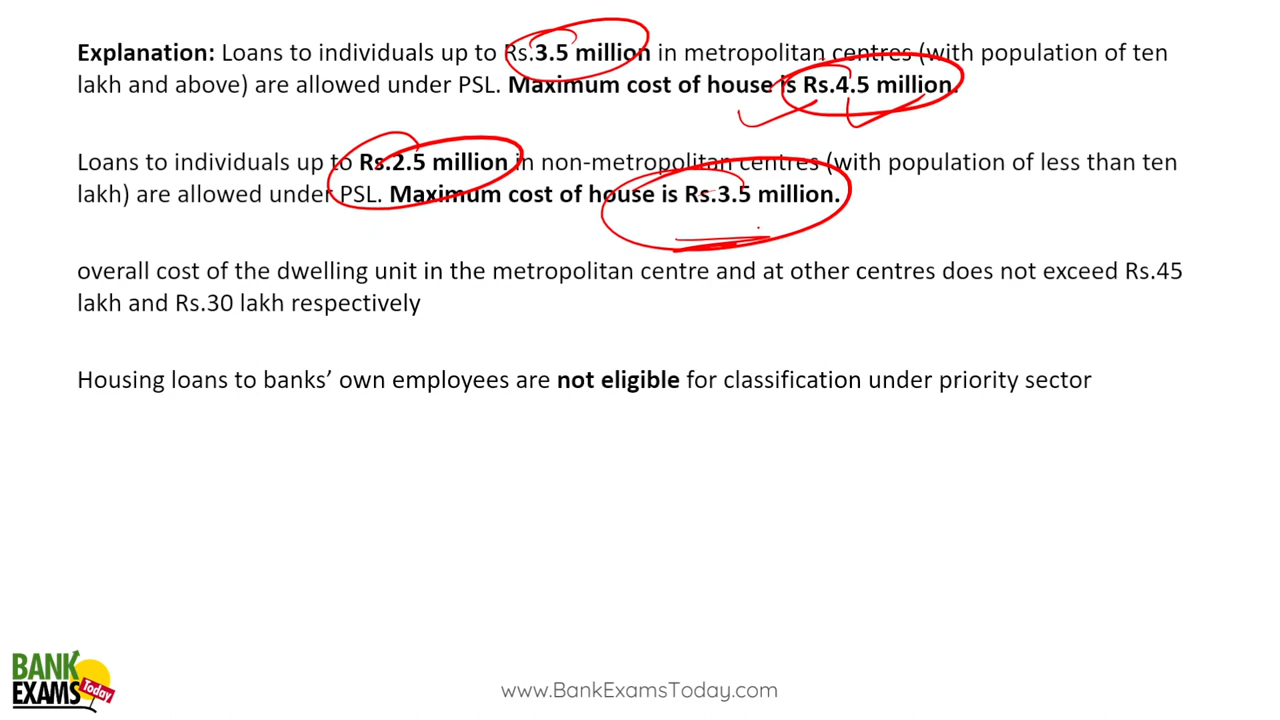 Explanation: Loans to individuals up to Rs.3.5 million in metropolitan centres (with population of ten
lakh and above) are allowed under PSL. Maximum cost of house is Rs.4.5 million.
Loans to individuals up to Rs.2.5 million in non-metropolitan centres (with population of less than ten
lakh) are allowed under PSL. Maximum cost of house is Rs.3.5 million.
overall cost of the dwelling unit in the metropolitan centre and at other centres does not exceed Rs.45
lakh and Rs.30 lakh respectively
Housing loans to banks’ own employees are not eligible for classification under priority sector
BANK
EXAMS
Today
www.BankExamsToday.com